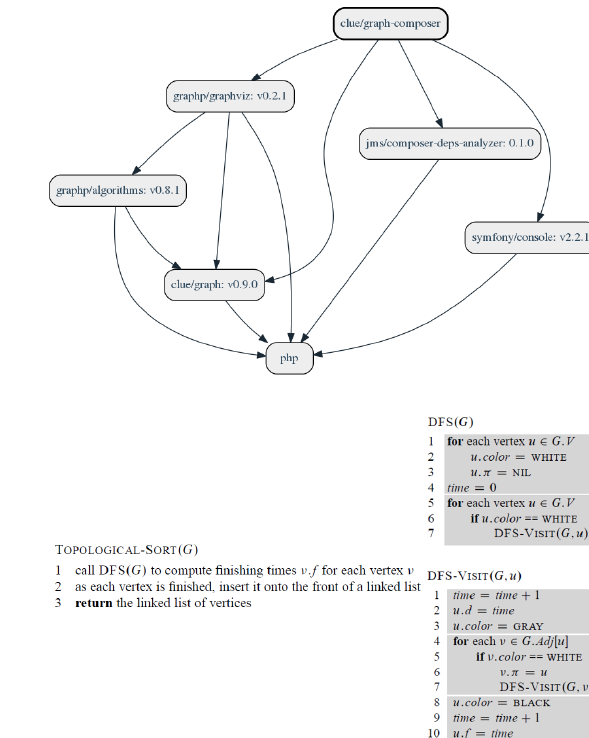 clue/graph-composer
graphp/graphviz: v0.2.1
jms/composer-deps-analyzer: 0.1.0
graphp/algorithms: v0.8.1
symfony/console: v2.2.1
clue/graph: v0.9.0
php
DFS(G)
1 for each vertex u ∈ G.V
2 u.color = WHITE
3 u.π = NIL
4 time = 0
5 for each vertex u ∈ G.V
6 if u.color == WHITE
7 DFS-VISIT(G, u)
TOPOLOGICAL-SORT(G)
1 call DFS(G) to compute finishing times v.f for each vertex v
2 as each vertex is finished, insert it onto the front of a linked list
3 return the linked list of vertices
DFS-VISIT(G, u)
1 time = time + 1
2 u.d = time
3 u.color = GRAY
4 for each v ∈ G.Adj[u]
5 if v.color == WHITE
6 v.π = u
7 DFS-VISIT(G, v
8 u.color = BLACK
9 time = time + 1
10 u.f = time